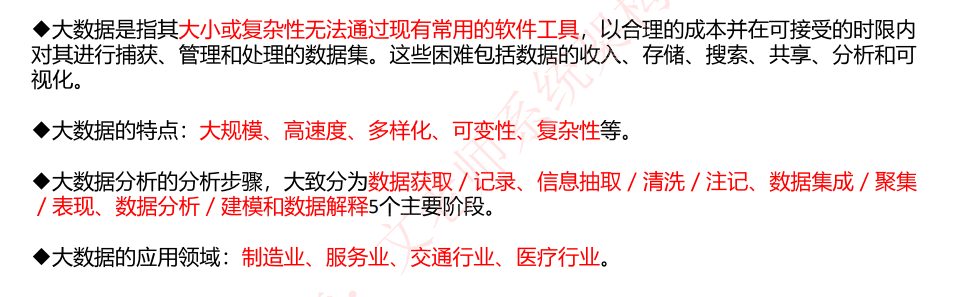 ◆大数据是指其大小或复杂性无法通过现有常用的软件工具，以合理的成本并在可接受的时限内
对其进行捕获、管理和处理的数据集。这些困难包括数据的收入、存储、搜索、共享、分析和可
视化。
◆大数据的特点：大规模、高速度、多样化、可变性、复杂性等。
◆大数据分析的分析步骤，大致分为数据获取／记录、信息抽取／清洗／注记、数据集成／聚集
／表现、数据分析／建模和数据解释5个主要阶段。
◆大数据的应用领域：制造业、服务业、交通行业、医疗行业。